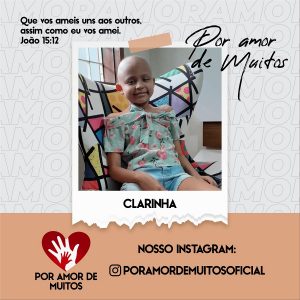 Que vos ameis uns aos outros,
assim como eu vos amei.
João 15:12
Por amor
de Muitos
CLARINHA
POR AMOR DE
MUITOS
NOSSO INSTAGRAM:
PORAMORDEMUITOSOFICIAL